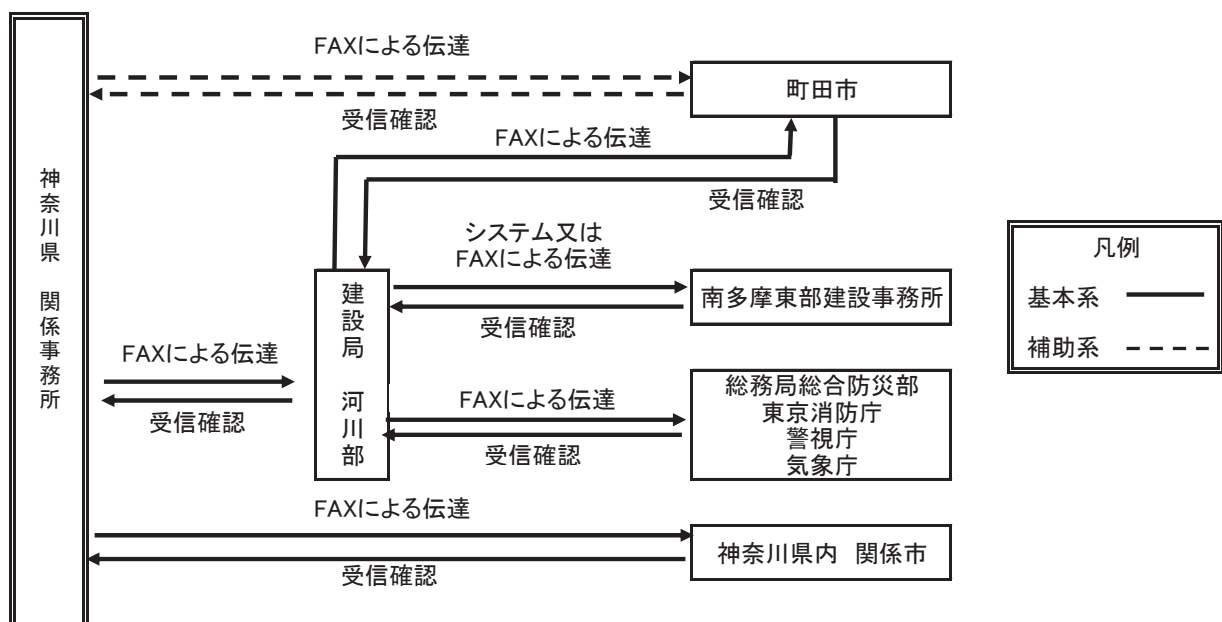 FAXによる伝達
町田市
受信確認
FAXによる伝達
受信確認
神奈川県 関係事務所
システム又は
FAXによる伝達
建設局 河川部
南多摩東部建設事務所
受信確認
FAXによる伝達
受信確認
FAXによる伝達
受信確認
総務局総合防災部
東京消防庁
警視庁
気象庁
FAXによる伝達
神奈川県内 関係市
受信確認
凡例
基本系
補助系